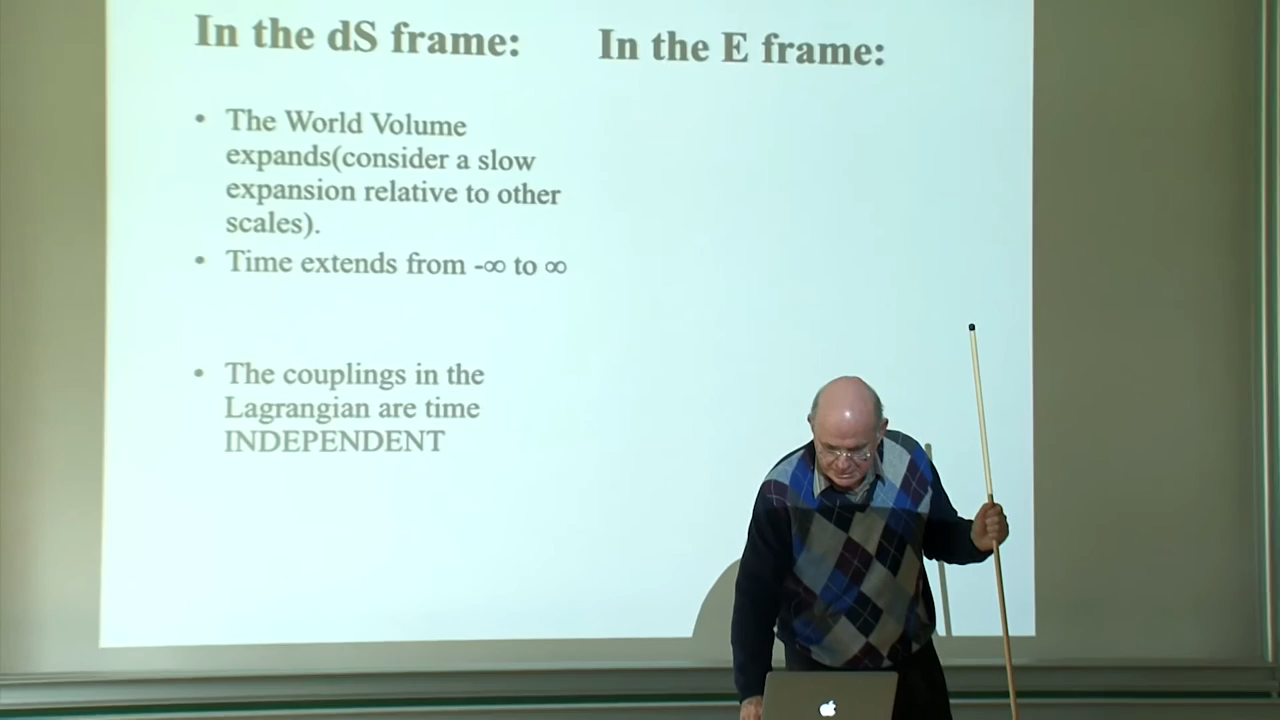 In the dS frame:
In the E frame:
• The World Volume
expands(consider a slow
expansion relative to other
scales).
• Time extends from -∞ to ∞
• The couplings in the
Lagrangian are time
INDEPENDENT